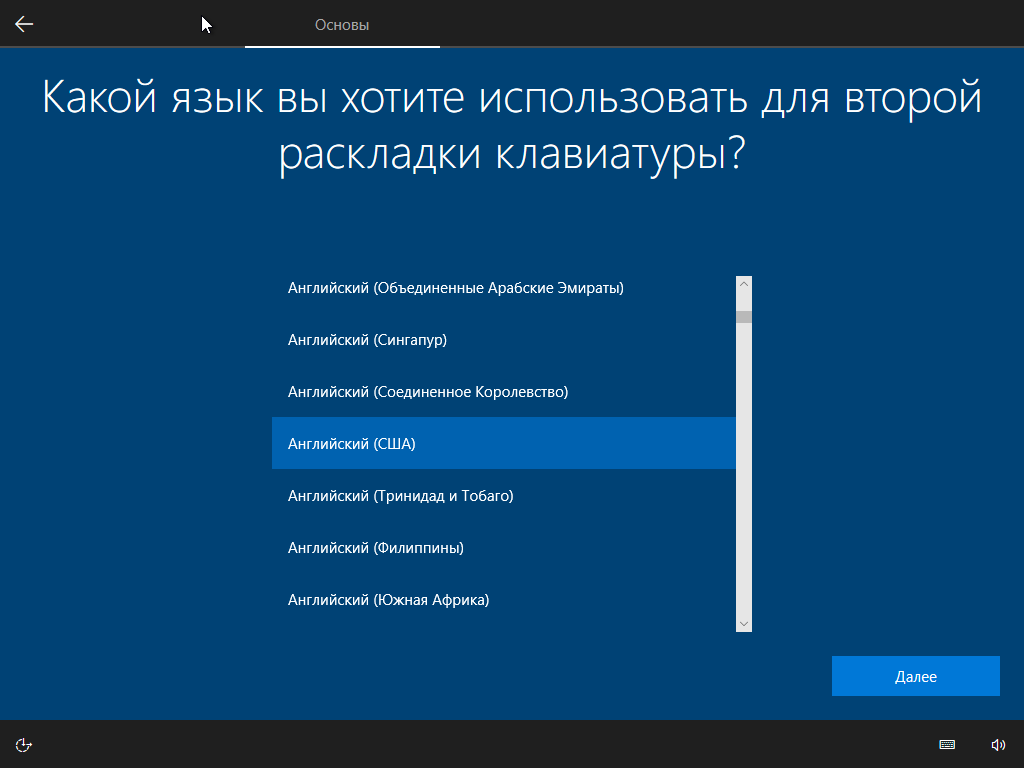 Основы
Какой язык вы хотите использовать для второй
раскладки клавиатуры?
Английский (Объединенные Арабские Эмираты)
Английский (Сингапур)
Английский (Соединенное Королевство)
Английский (США)
Английский (Тринидад и Тобаго)
Английский (Филиппины)
Английский (Южная Африка)
Далее